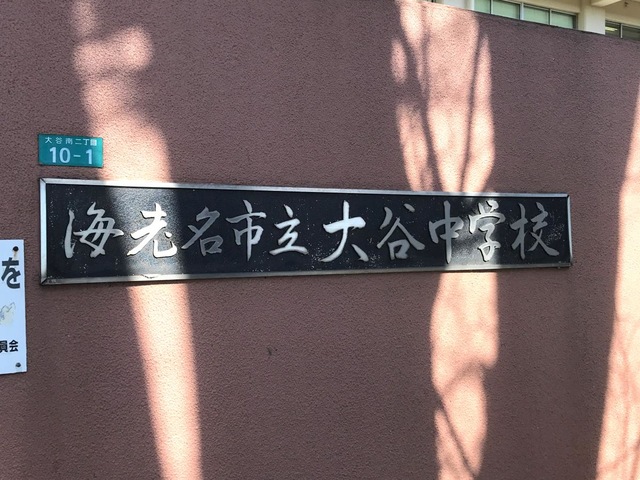 大谷南二丁目
10-1
海老名市立大谷中学校
を
員会